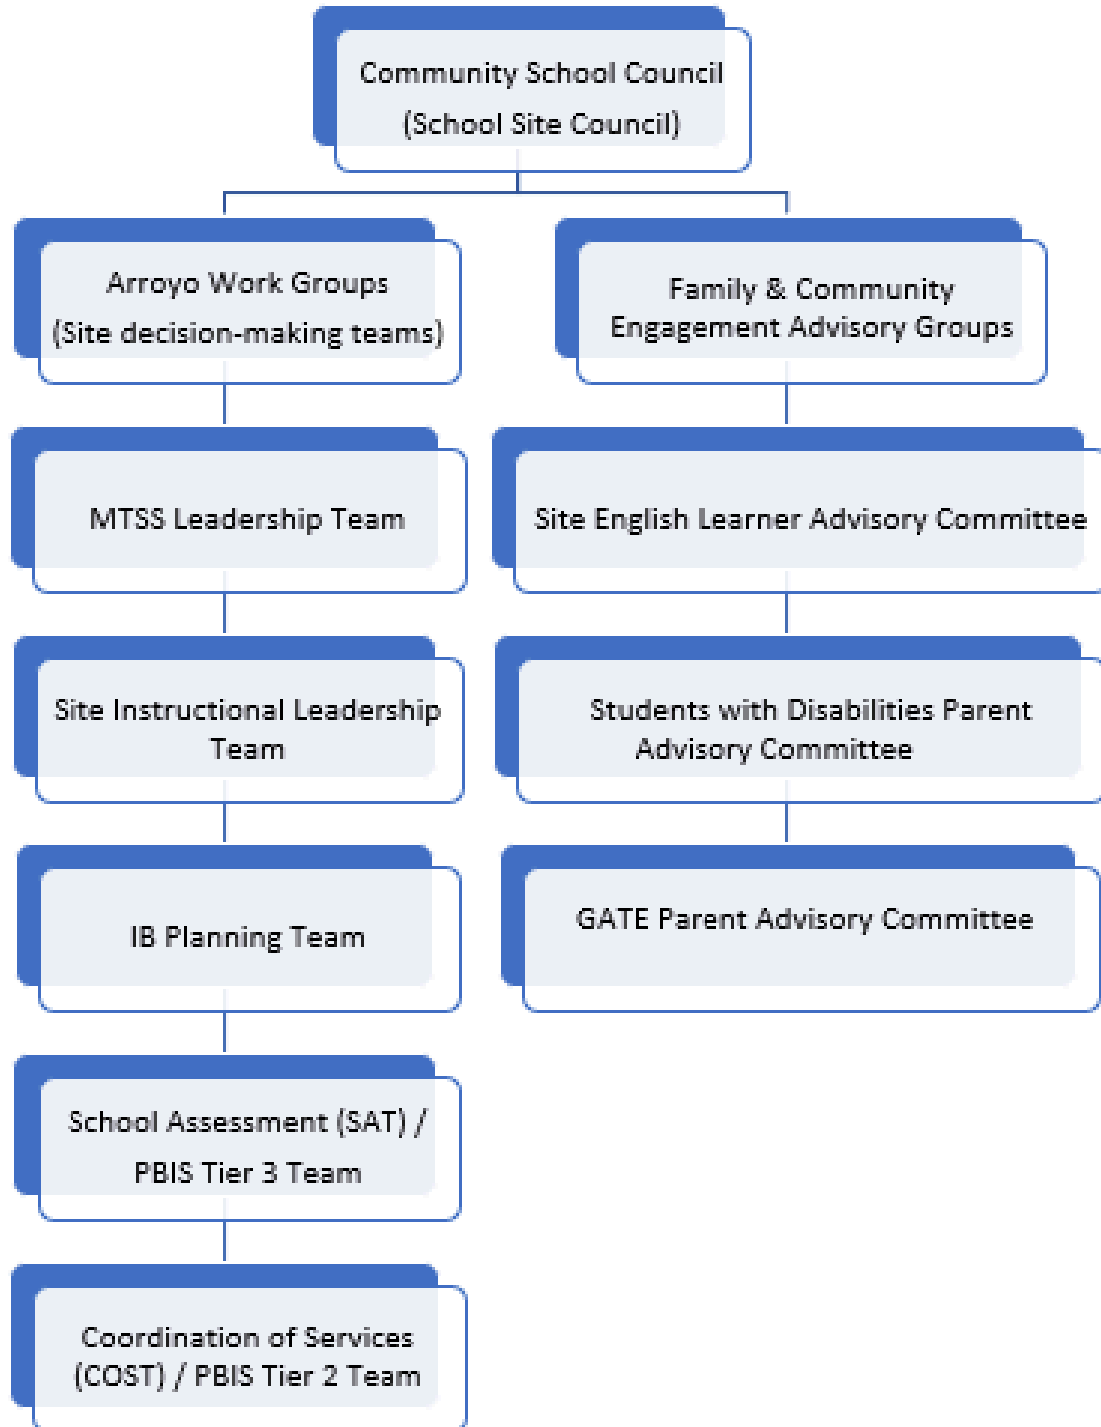 Community School Council
(School Site Council)
Arroyo Work Groups
(Site decision-making teams)
Family & Community
Engagement Advisory Groups
MTSS Leadership Team
Site English Learner Advisory Committee
Site Instructional Leadership
Team
Students with Disabilities Parent
Advisory Committee
IB Planning Team
GATE Parent Advisory Committee
School Assessment (SAT) /
PBIS Tier 3 Team
Coordination of Services
(COST) / PBIS Tier 2 Team